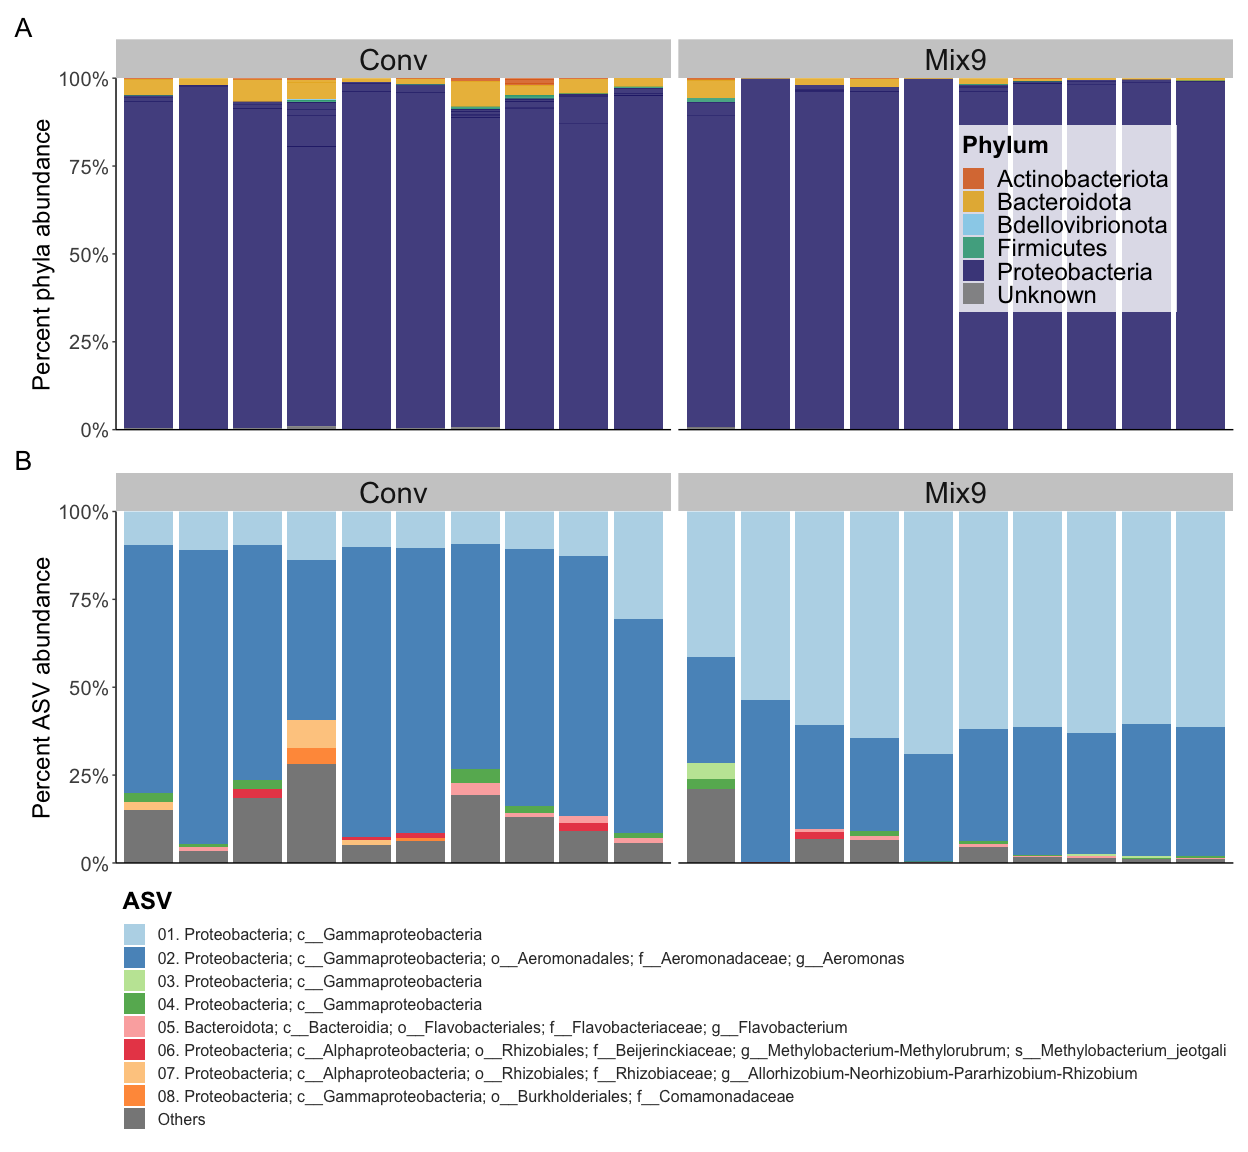 A
Conv
Mix9
100%
75%
50%
25%
0%
Percent phyla abundance
Phylum
Actinobacteriota
Bacteroidota
Bdellovibrionota
Firmicutes
Proteobacteria
Unknown
B
Conv
Mix9
100%
75%
50%
25%
0%
Percent ASV abundance
ASV
01. Proteobacteria; c__Gammaproteobacteria
02. Proteobacteria; c__Gammaproteobacteria; o__Aeromonadales; f__Aeromonadaceae; g__Aeromonas
03. Proteobacteria; c__Gammaproteobacteria
04. Proteobacteria; c__Gammaproteobacteria
05. Bacteroidota; c__Bacteroidia; o__Flavobacteriales; f__Flavobacteriaceae; g__Flavobacterium
06. Proteobacteria; c__Alphaproteobacteria; o__Rhizobiales; f__Beijerinckiaceae; g__Methylobacterium-Methylorubrum; s__Methylobacterium_jeotgali
07. Proteobacteria; c__Alphaproteobacteria; o__Rhizobiales; f__Rhizobiaceae; g__Allorhizobium-Neorhizobium-Pararhizobium-Rhizobium
08. Proteobacteria; c__Gammaproteobacteria; o__Burkholderiales; f__Comamonadaceae
Others